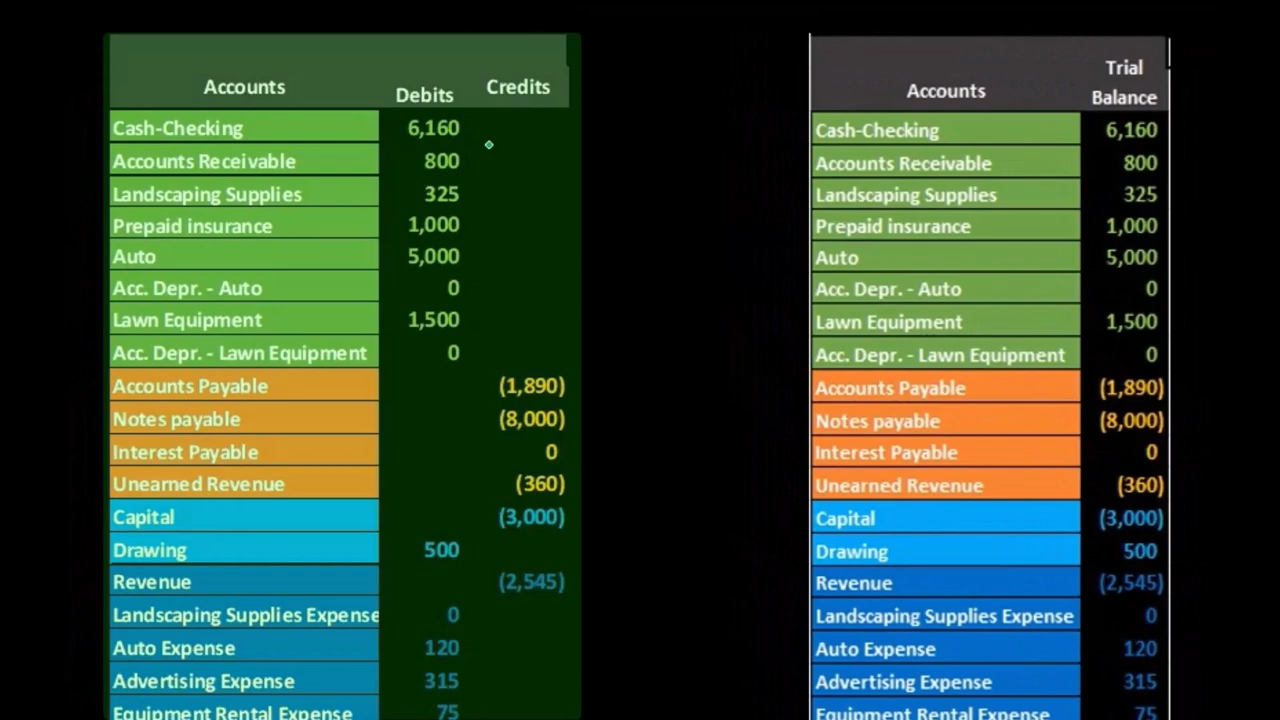 Accounts Debits Credits
Cash-Checking 6,160
Accounts Receivable 800
Landscaping Supplies 325
Prepaid insurance 1,000
Auto 5,000
Acc. Depr. - Auto 0
Lawn Equipment 1,500
Acc. Depr. - Lawn Equipment 0
Accounts Payable (1,890)
Notes payable (8,000)
Interest Payable 0
Unearned Revenue (360)
Capital (3,000)
Drawing 500
Revenue (2,545)
Landscaping Supplies Expense 0
Auto Expense 120
Advertising Expense 315
Equipment Rental Expense 75
Trial
Accounts Balance
Cash-Checking 6,160
Accounts Receivable 800
Landscaping Supplies 325
Prepaid insurance 1,000
Auto 5,000
Acc. Depr. - Auto 0
Lawn Equipment 1,500
Acc. Depr. - Lawn Equipment 0
Accounts Payable (1,890)
Notes payable (8,000)
Interest Payable 0
Unearned Revenue (360)
Capital (3,000)
Drawing 500
Revenue (2,545)
Landscaping Supplies Expense 0
Auto Expense 120
Advertising Expense 315
Equipment Rental Expense 75